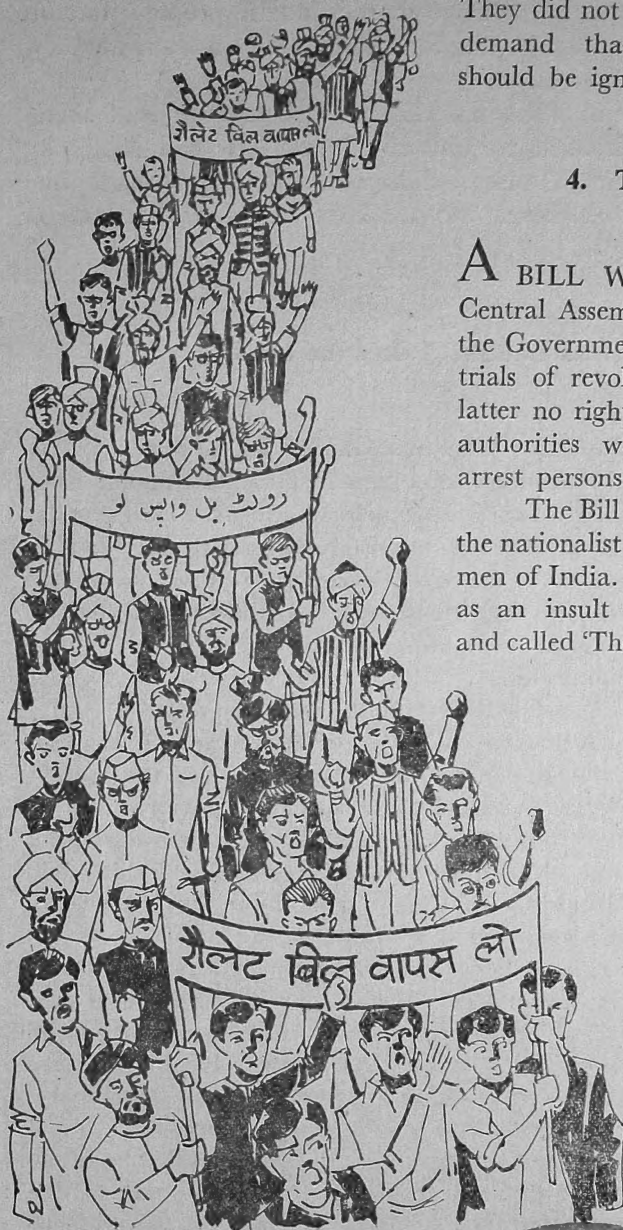 They did not
demand tha
should be ign
4. T
A BILL W
Central Assem
the Governme
trials of revol
latter no right
authorities w
arrest persons
The Bill
the nationalist
men of India.
as an insult
and called ‘Th
रौलेट बिल वापस लो
رولٹ بل واپس لو
रौलेट बिल वापस लो